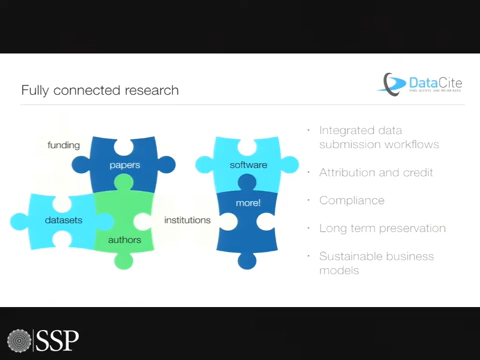 Fully connected research
DataCite
funding
papers
software
datasets
authors
institutions
more!
· Integrated data
submission workflows
· Attribution and credit
· Compliance
· Long term preservation
· Sustainable business
models
SSP